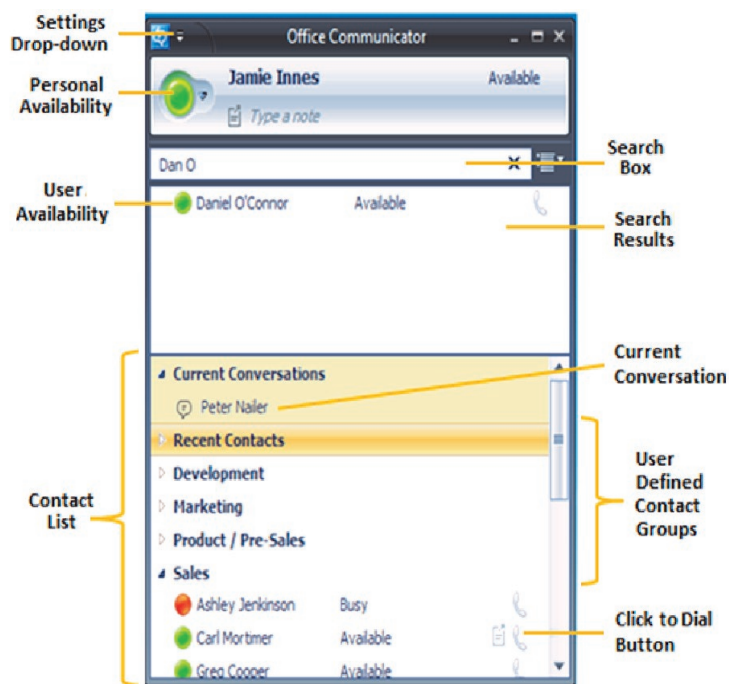 Settings
Drop-down
Office Communicator
Personal
Availability
Jamie Innes
Available
Type a note
Search
Box
Dan O
User
Availability
Daniel O'Connor
Available
Search
Results
Current
Conversation
Current Conversations
Peter Nailer
Recent Contacts
Development
User
Defined
Contact
Groups
Contact
List
Marketing
Product / Pre-Sales
Sales
Ashley Jenkinson
Busy
Click to Dial
Button
Carl Mortimer
Available
Greg Cooper
Available